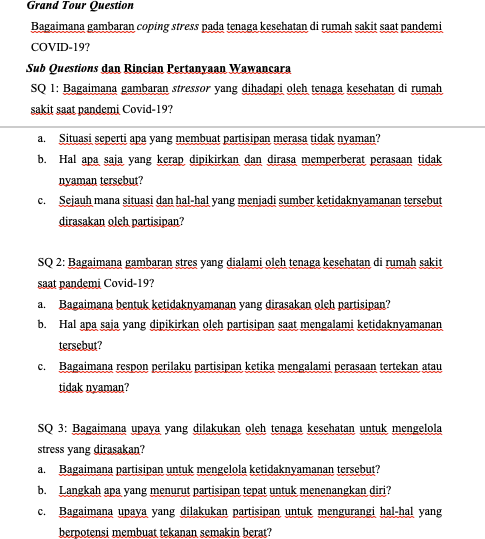 Grand Tour Question
Bagaimana gambaran coping stress pada tenaga kesehatan di rumah sakit saat pandemi
COVID-19?
Sub Questions dan Rincian Pertanyaan Wawancara
SQ 1: Bagaimana gambaran stressor yang dihadapi oleh tenaga kesehatan di rumah
sakit saat pandemi Covid-19?
a. Situasi seperti apa yang membuat partisipan merasa tidak nyaman?
b. Hal apa saja yang kerap dipikirkan dan dirasa memperberat perasaan tidak
nyaman tersebut?
c. Sejauh mana situasi dan hal-hal yang menjadi sumber ketidaknyamanan tersebut
dirasakan oleh partisipan?
SQ 2: Bagaimana gambaran stres yang dialami oleh tenaga kesehatan di rumah sakit
saat pandemi Covid-19?
a. Bagaimana bentuk ketidaknyamanan yang dirasakan oleh partisipan?
b. Hal apa saja yang dipikirkan oleh partisipan saat mengalami ketidaknyamanan
tersebut?
c. Bagaimana respon perilaku partisipan ketika mengalami perasaan tertekan atau
tidak nyaman?
SQ 3: Bagaimana upaya yang dilakukan oleh tenaga kesehatan untuk mengelola
stress yang dirasakan?
a. Bagaimana partisipan untuk mengelola ketidaknyamanan tersebut?
b. Langkah apa yang menurut partisipan tepat untuk menenangkan diri?
c. Bagaimana upaya yang dilakukan partisipan untuk mengurangi hal-hal yang
berpotensi membuat tekanan semakin berat?